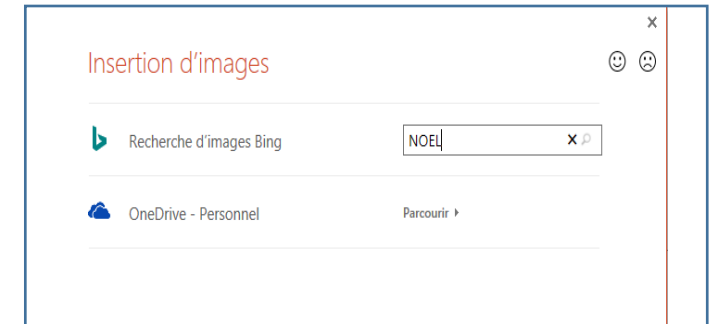 Insertion d'images
Recherche d'images Bing NOEL
OneDrive - Personnel Parcourir